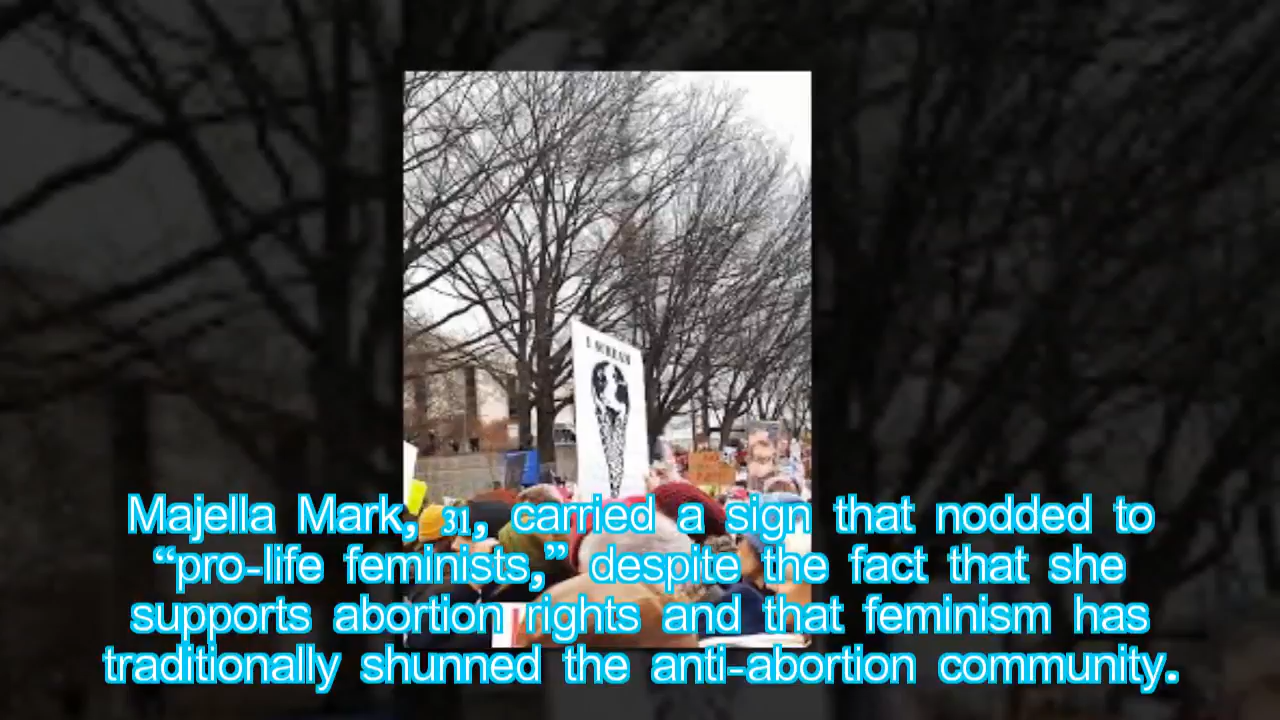 I SCREAM
Majella Mark, 31, carried a sign that nodded to
“pro-life feminists,” despite the fact that she
supports abortion rights and that feminism has
traditionally shunned the anti-abortion community.